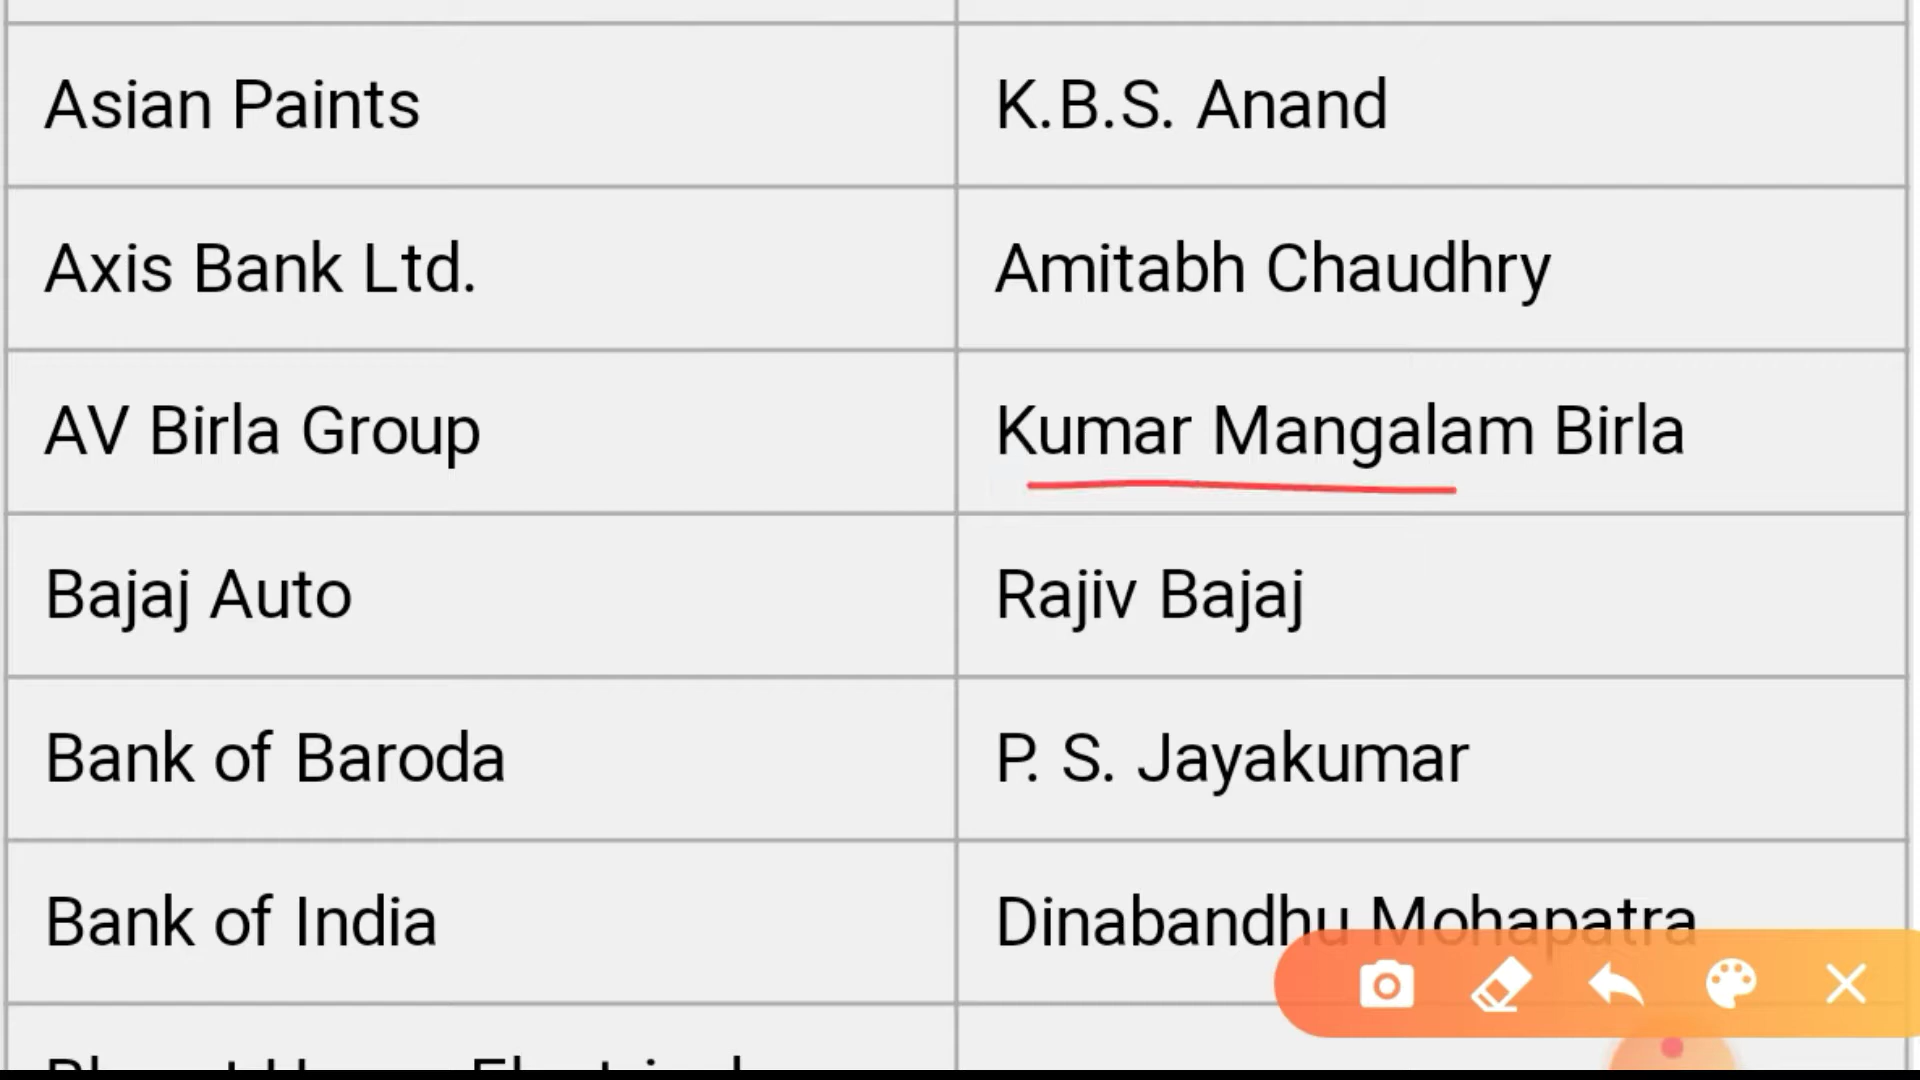 Asian Paints K.B.S. Anand
Axis Bank Ltd. Amitabh Chaudhry
AV Birla Group Kumar Mangalam Birla
Bajaj Auto Rajiv Bajaj
Bank of Baroda P. S. Jayakumar
Bank of India Dinabandhu Mohapatra